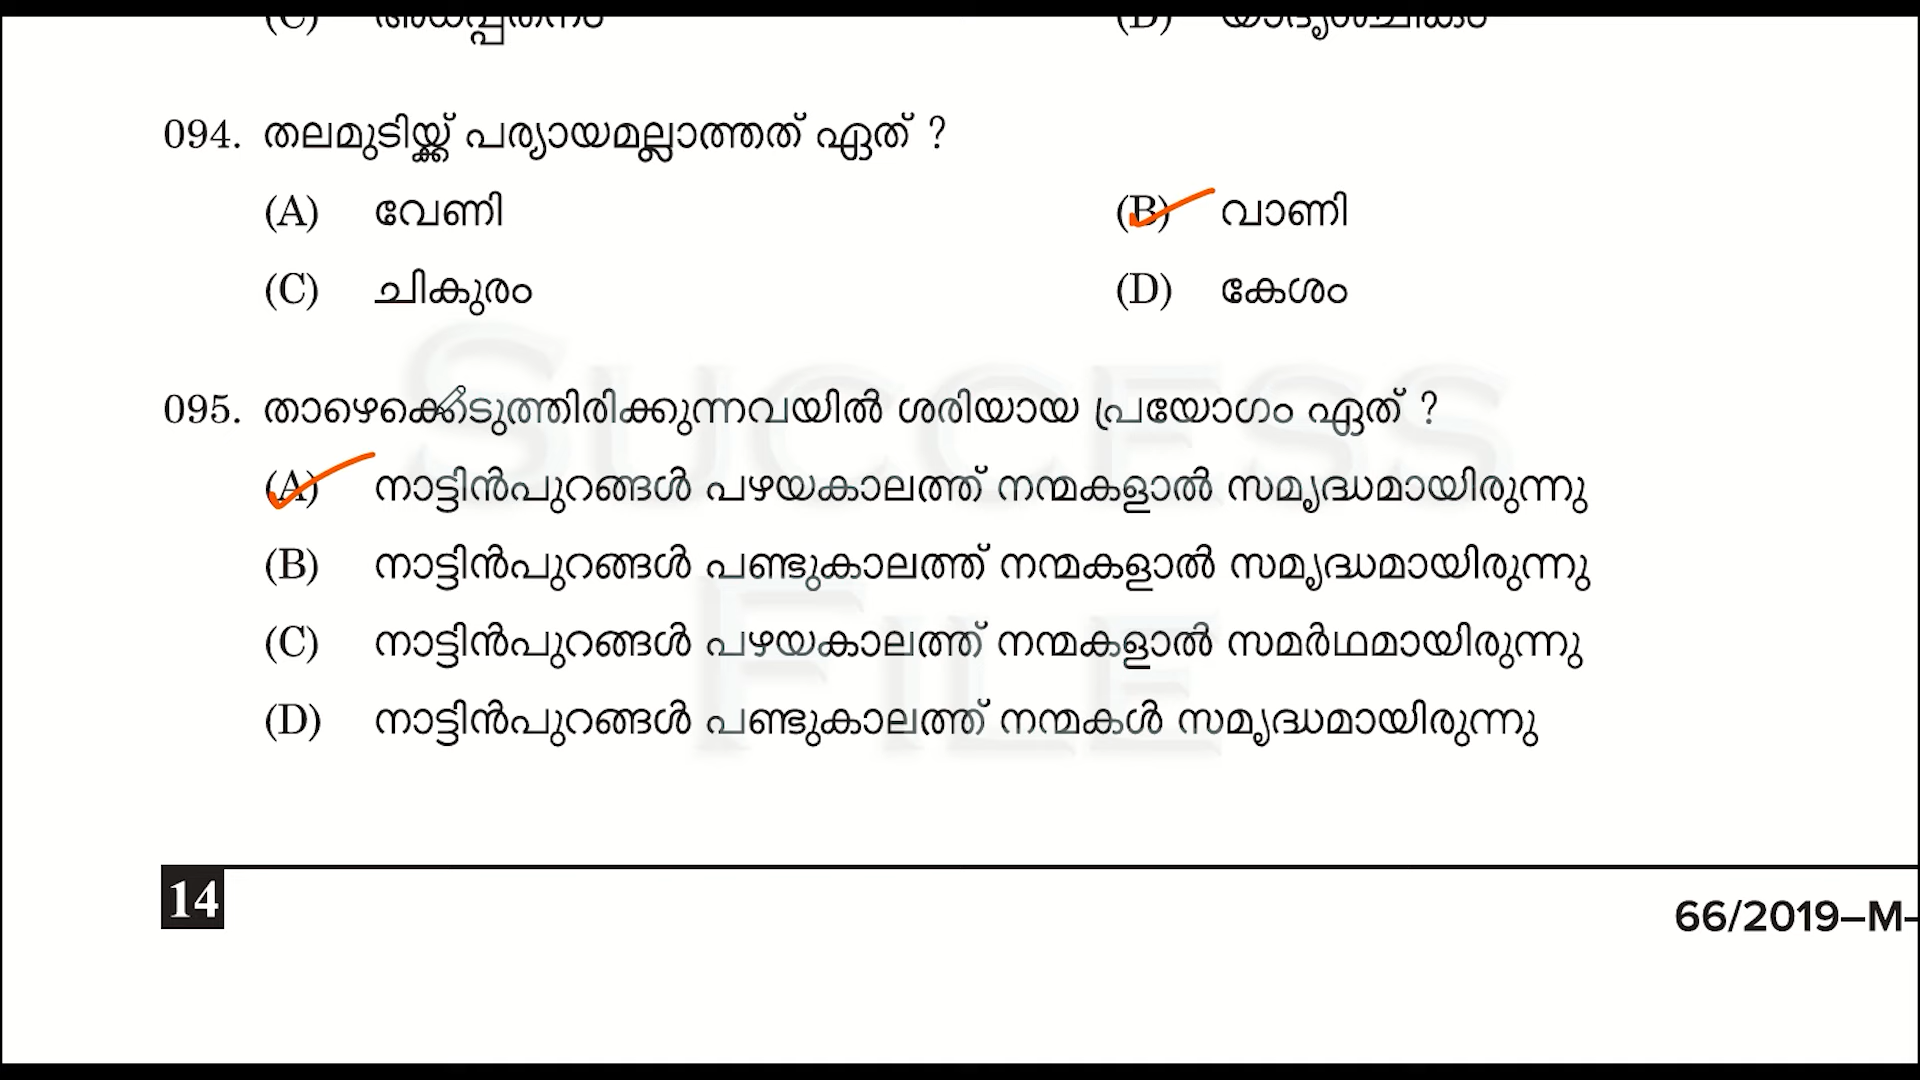 094. തലമുടിയ്ക്ക് പര്യായമല്ലാത്തത് ഏത് ?
(A) വേണി (B) വാണി
(C) ചികുരം (D) കേശം
095. താഴെക്കൊടുത്തിരിക്കുന്നവയിൽ ശരിയായ പ്രയോഗം ഏത് ?
(A) നാട്ടിൻപുറങ്ങൾ പഴയകാലത്ത് നന്മകളാൽ സമൃദ്ധമായിരുന്നു
(B) നാട്ടിൻപുറങ്ങൾ പണ്ടുകാലത്ത് നന്മകളാൽ സമൃദ്ധമായിരുന്നു
(C) നാട്ടിൻപുറങ്ങൾ പഴയകാലത്ത് നന്മകളാൽ സമർഥമായിരുന്നു
(D) നാട്ടിൻപുറങ്ങൾ പണ്ടുകാലത്ത് നന്മകൾ സമൃദ്ധമായിരുന്നു
SUCCESS
FILE
14
66/2019–M-